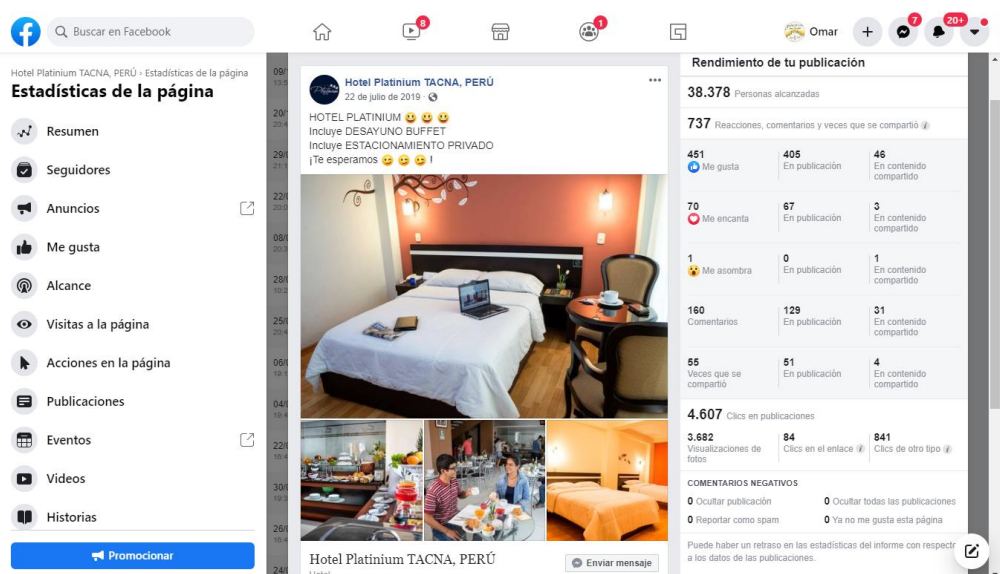 Buscar en Facebook
8
1
Omar
7
20+
Hotel Platinium TACNA, PERÚ › Estadísticas de la página
Estadísticas de la página
Resumen
Seguidores
Anuncios
Me gusta
Alcance
Visitas a la página
Acciones en la página
Publicaciones
Eventos
Videos
Historias
Promocionar
Hotel Platinium TACNA, PERÚ
22 de julio de 2019 ·
HOTEL PLATINIUM 😃 😃 😃
Incluye DESAYUNO BUFFET
Incluye ESTACIONAMIENTO PRIVADO
¡Te esperamos 😉 😉 😉 !
Hotel Platinium TACNA, PERÚ
Hotel
Enviar mensaje
Rendimiento de tu publicación
38.378 Personas alcanzadas
737 Reacciones, comentarios y veces que se compartió
451 Me gusta
405 En publicación
46 En contenido compartido
70 Me encanta
67 En publicación
3 En contenido compartido
1 Me asombra
0 En publicación
1 En contenido compartido
160 Comentarios
129 En publicación
31 En contenido compartido
55 Veces que se compartió
51 En publicación
4 En contenido compartido
4.607 Clics en publicaciones
3.682 Visualizaciones de fotos
84 Clics en el enlace
841 Clics de otro tipo
COMENTARIOS NEGATIVOS
0 Ocultar publicación
0 Ocultar todas las publicaciones
0 Reportar como spam
0 Ya no me gusta esta página
Puede haber un retraso en las estadísticas del informe con respecto
a los datos de las publicaciones.